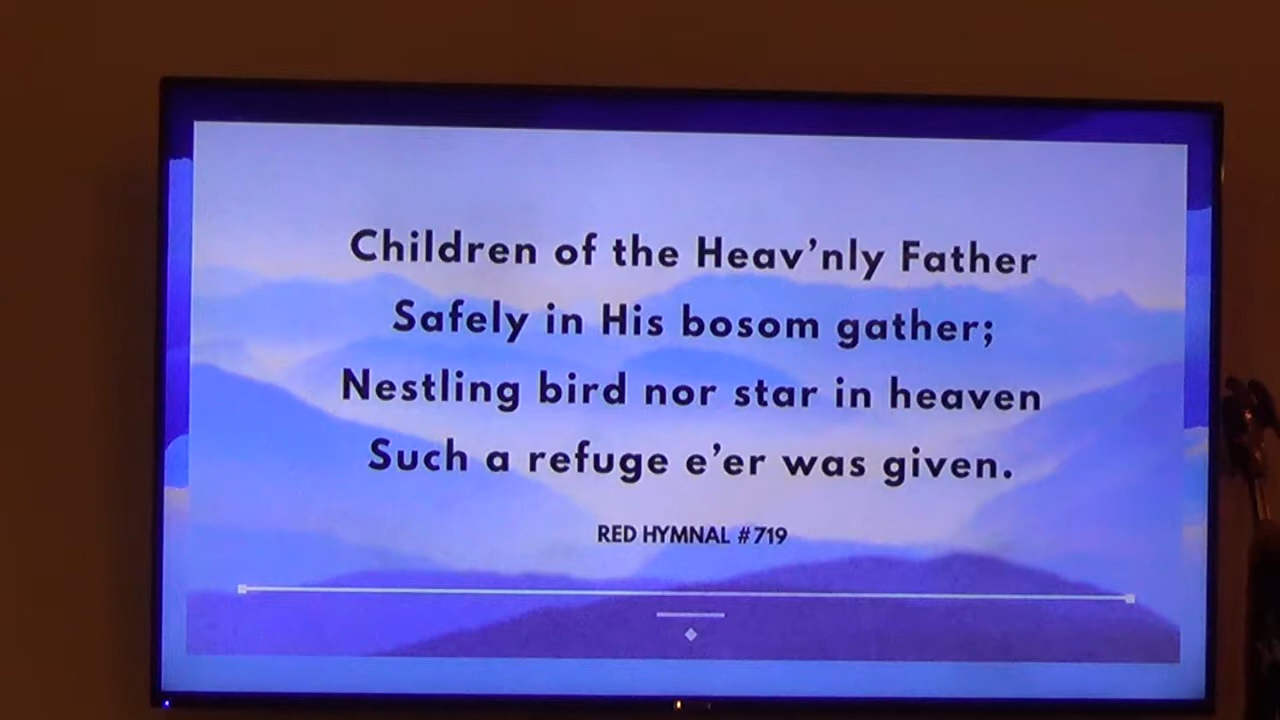 Children of the Heav’nly Father
Safely in His bosom gather;
Nestling bird nor star in heaven
Such a refuge e’er was given.
RED HYMNAL #719